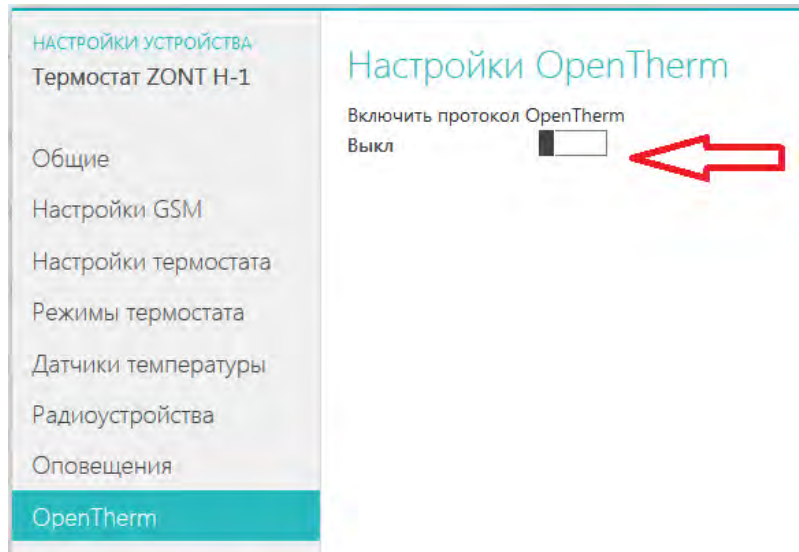 НАСТРОЙКИ УСТРОЙСТВА
Термостат ZONT H-1
Общие
Настройки GSM
Настройки термостата
Режимы термостата
Датчики температуры
Радиоустройства
Оповещения
OpenTherm
Настройки OpenTherm
Включить протокол OpenTherm
Выкл